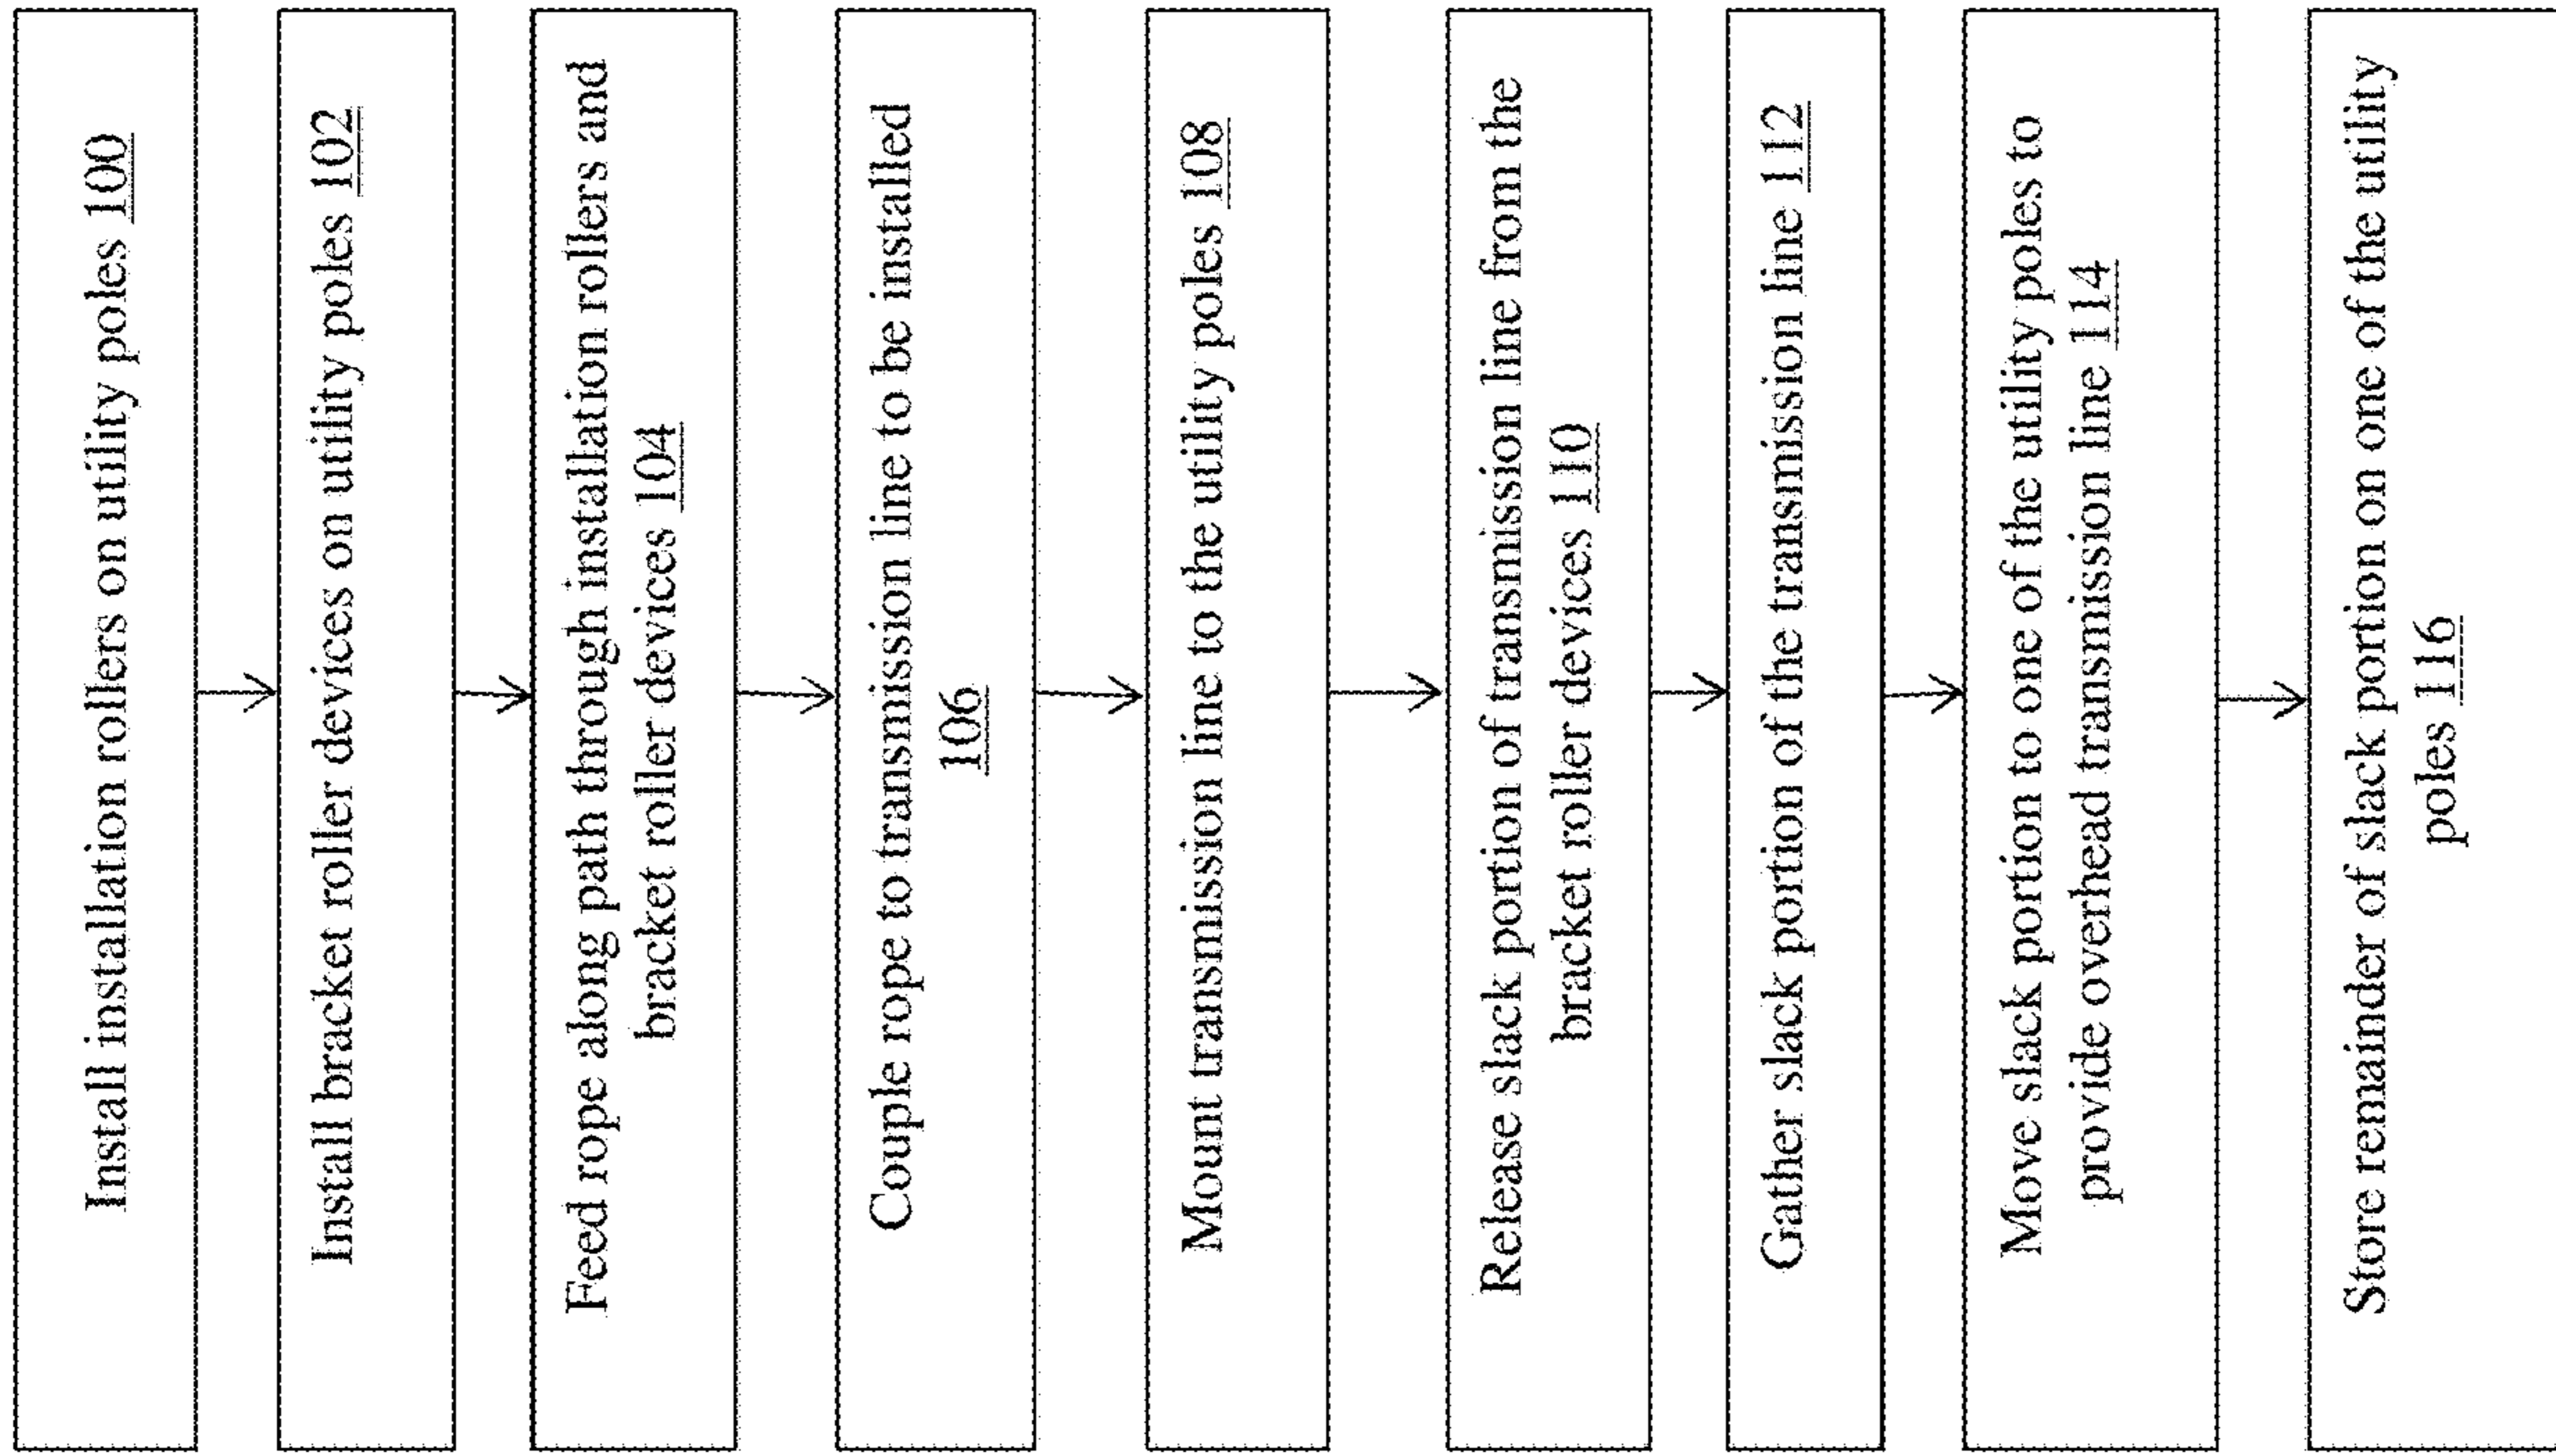 Install installation rollers on utility poles 100
Install bracket roller devices on utility poles 102
Feed rope along path through installation rollers and
bracket roller devices 104
Couple rope to transmission line to be installed
106
Mount transmission line to the utility poles 108
Release slack portion of transmission line from the
bracket roller devices 110
Gather slack portion of the transmission line 112
Move slack portion to one of the utility poles to
provide overhead transmission line 114
Store remainder of slack portion on one of the utility
poles 116